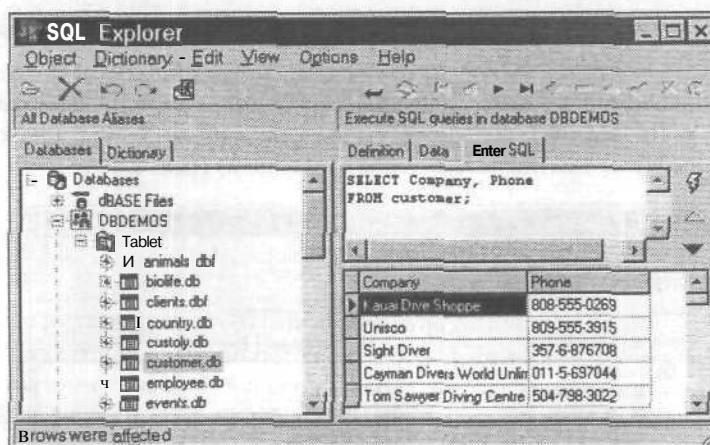 SQL Explorer
Object Dictionary - Edit View Options Help
All Database Aliases
Execute SQL queries in database DBDEMOS
Databases Dictionary
Definition Data Enter SQL
Databases
dBASE Files
DBDEMOS
Tablet
И animals dbf
biolife.db
clients.dbf
country.db
custoly.db
customer.db
ч employee.db
events.db
SELECT Company, Phone
FROM customer;
Company Phone
Kauai Dive Shoppe 808-555-0269
Unisco 809-555-3915
Sight Diver 357-6-876708
Cayman Divers World Unlim 011-5-697044
Tom Sawyer Diving Centre 504-798-3022
Brows were affected